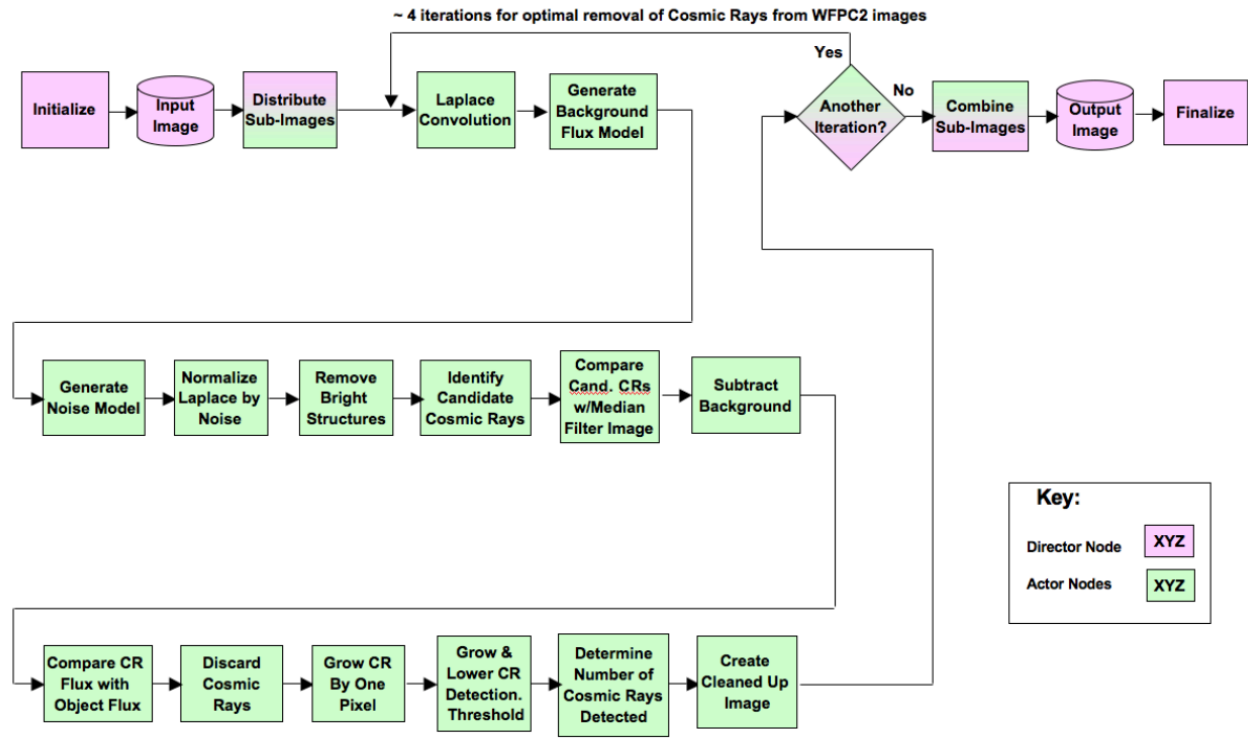 ~ 4 iterations for optimal removal of Cosmic Rays from WFPC2 images
Yes
Initialize
Input
Image
Distribute
Sub-Images
Laplace
Convolution
Generate
Background
Flux Model
Another
Iteration?
No
Combine
Sub-Images
Output
Image
Finalize
Generate
Noise Model
Normalize
Laplace by
Noise
Remove
Bright
Structures
Identify
Candidate
Cosmic Rays
Compare
Cand. CRs
w/Median
Filter Image
Subtract
Background
Key:
Director Node
XYZ
Actor Nodes
XYZ
Compare CR
Flux with
Object Flux
Discard
Cosmic
Rays
Grow CR
By One
Pixel
Grow &
Lower CR
Detection.
Threshold
Determine
Number of
Cosmic Rays
Detected
Create
Cleaned Up
Image